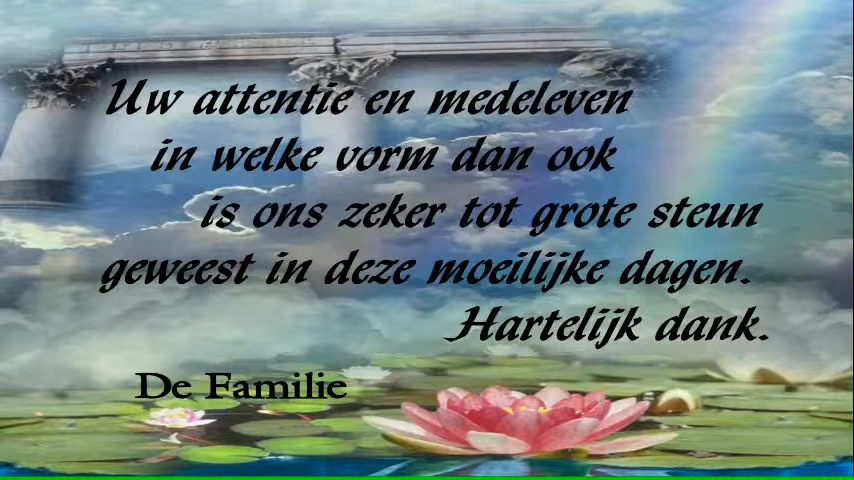 Uw attentie en medeleven
in welke vorm dan ook
is ons zeker tot grote steun
geweest in deze moeilijke dagen.
Hartelijk dank.
De Familie